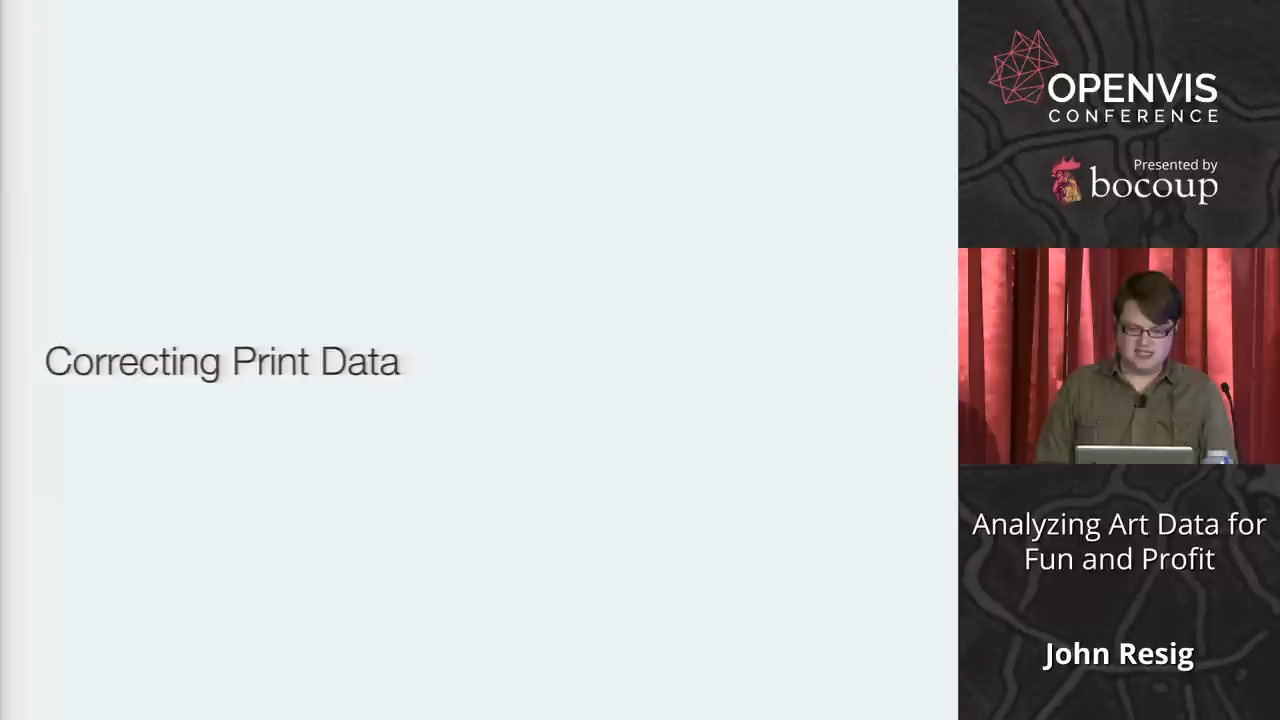 Correcting Print Data
OPENVIS
CONFERENCE
Presented by
bocoup
Analyzing Art Data for
Fun and Profit
John Resig